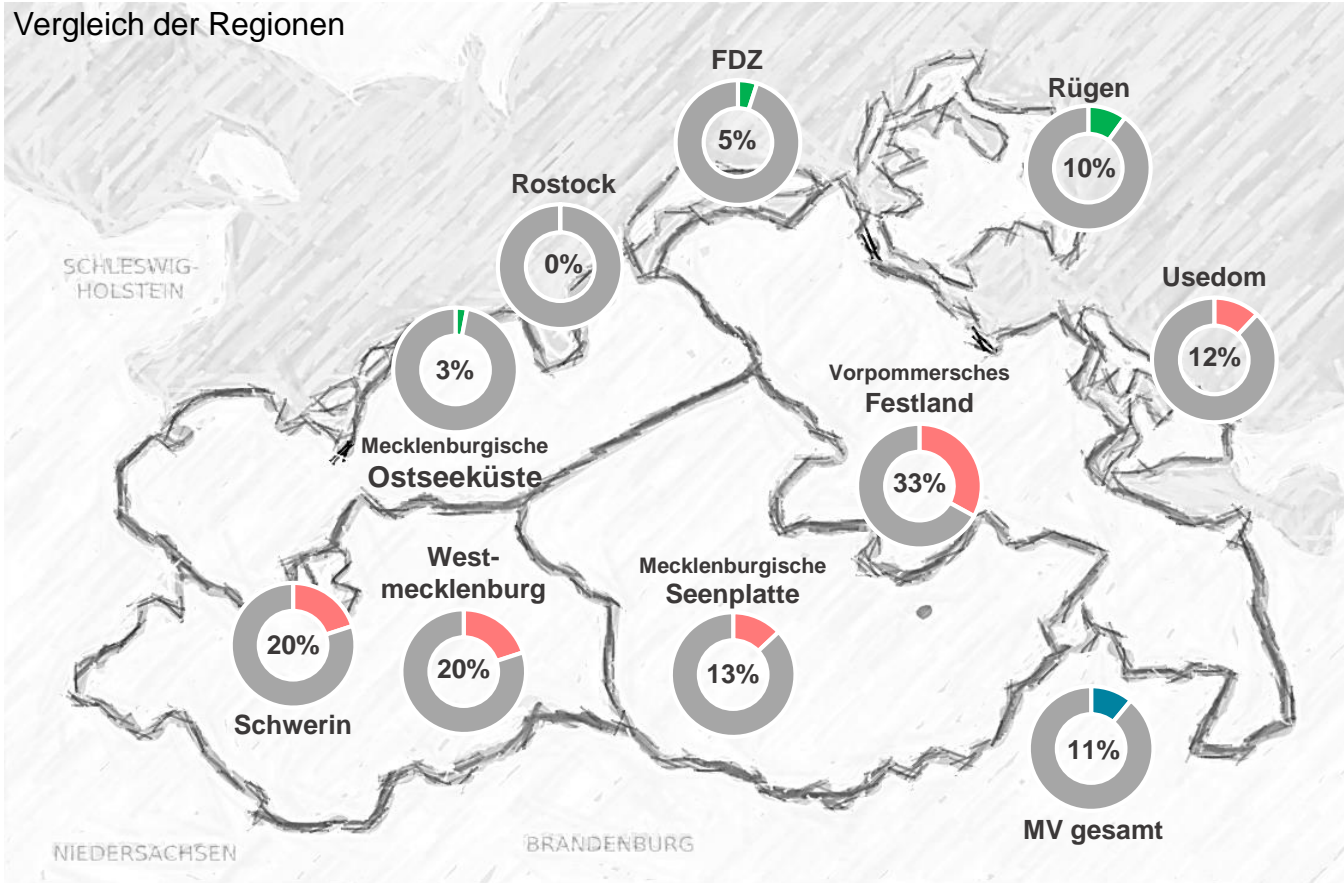 Vergleich der Regionen
FDZ
5%
Rügen
10%
Rostock
0%
SCHLESWIG-
HOLSTEIN
Usedom
12%
3%
Mecklenburgische
Ostseeküste
Vorpommersches
Festland
33%
West-
mecklenburg
20%
Mecklenburgische
Seenplatte
13%
20%
Schwerin
11%
MV gesamt
NIEDERSACHSEN
BRANDENBURG